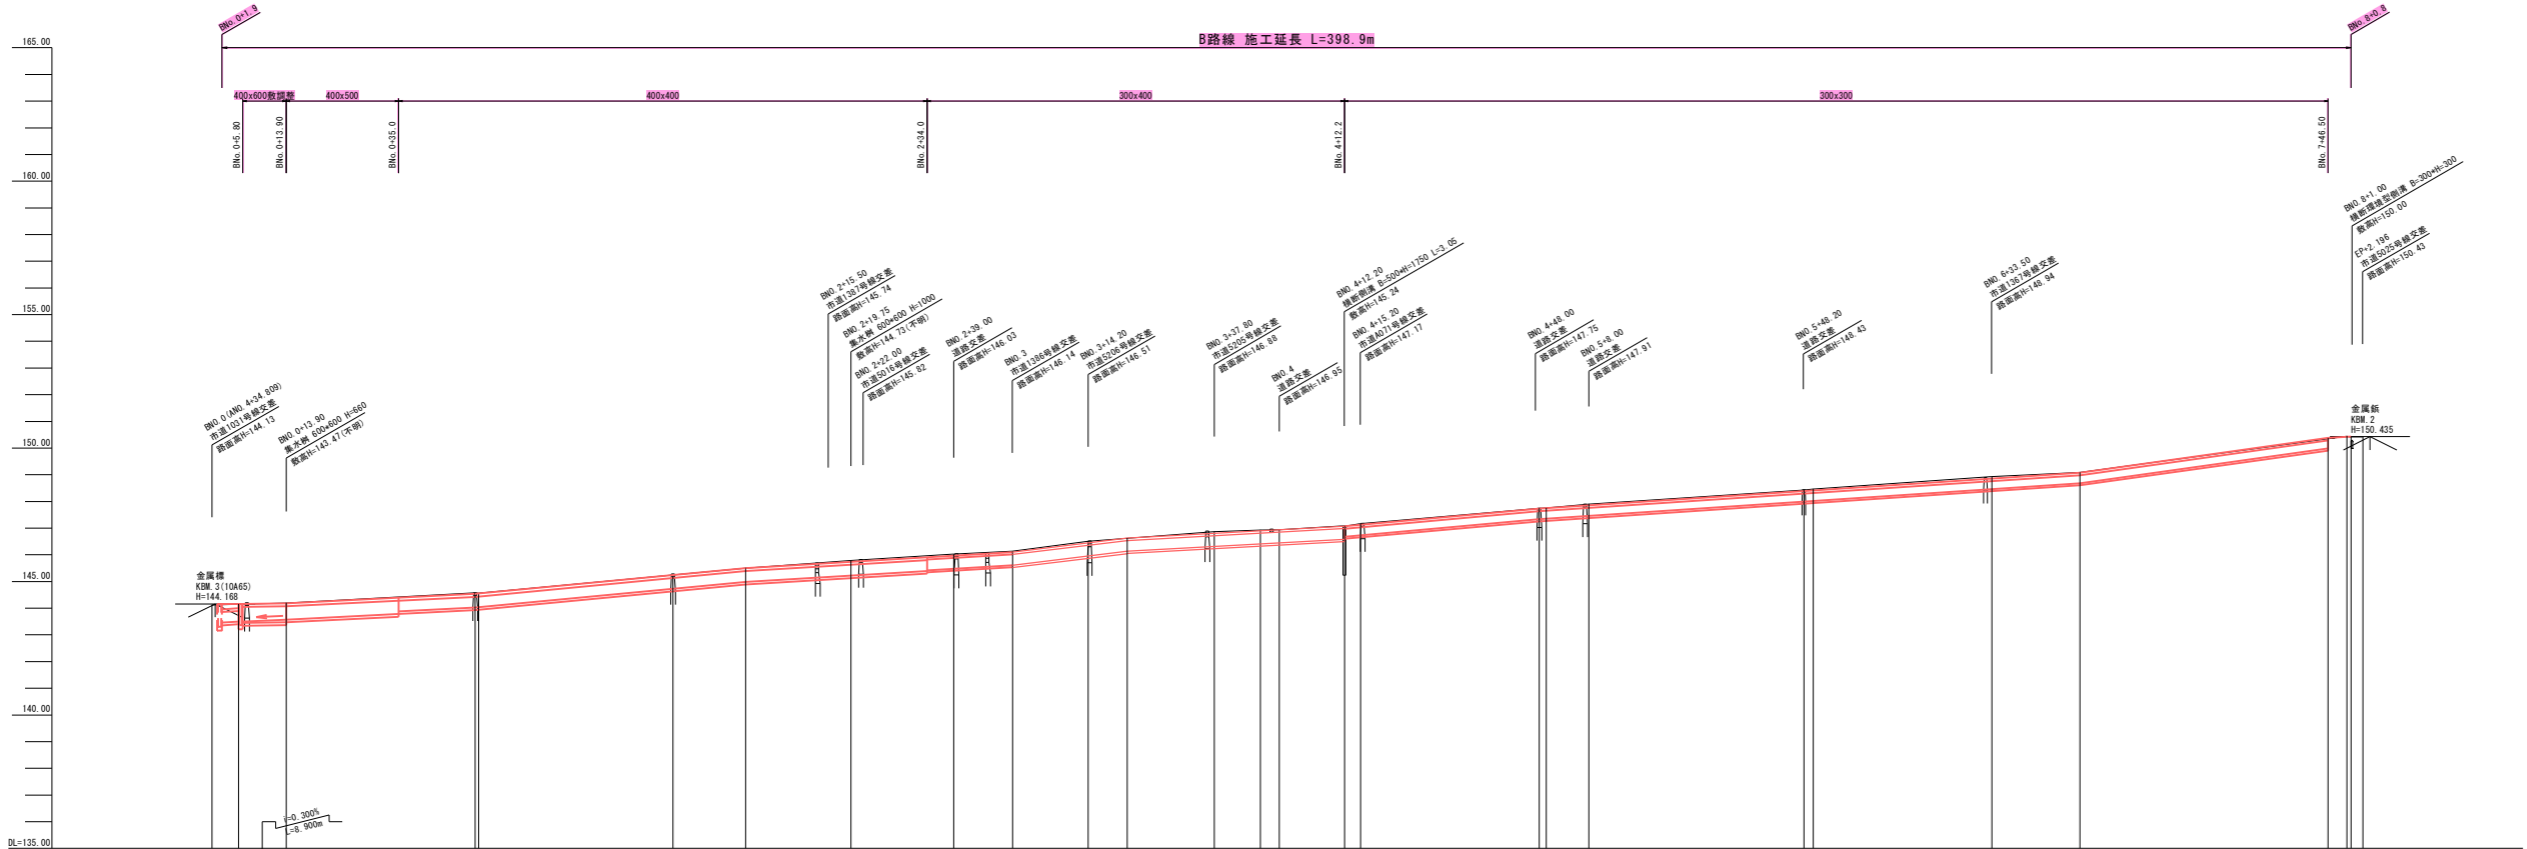 BNo.0+1.9
BNo.8+0.8
B路線 施工延長 L=398.9m
165.00
400x600敷調整
400x500
400x400
300x400
300x300
BNo.0+5.80
BNo.0+13.90
BNo.0+35.0
BNo.2+34.0
BNo.4+12.2
BNo.7+46.50
160.00
155.00
150.00
145.00
140.00
DL=135.00
BNO.0(ANO.4+34.809)
市道1031号線交差
路面高H=144.13
BNO.0+13.90
集水桝 600*600 H=660
敷高H=143.47(不明)
BNO.2+15.50
市道1387号線交差
路面高H=145.74
BNO.2+19.75
集水桝 600*600 H=1000
敷高H=144.73(不明)
BNO.2+22.00
市道5016号線交差
路面高H=145.82
BNO.2+39.00
道路交差
路面高H=146.03
BNO.3
市道1386号線交差
路面高H=146.14
BNO.3+14.20
市道5206号線交差
路面高H=146.51
BNO.3+37.80
市道5205号線交差
路面高H=146.88
BNO.4
道路交差
路面高H=146.95
BNO.4+12.20
横断側溝 B=500*H=1750 L=3.05
敷高H=145.24
BNO.4+15.20
市道A071号線交差
路面高H=147.17
BNO.4+48.00
道路交差
路面高H=147.75
BNO.5+8.00
道路交差
路面高H=147.91
BNO.5+48.20
道路交差
路面高H=148.43
BNO.6+33.50
市道1367号線交差
路面高H=148.94
BNO.8+1.00
横断環境型側溝 B=300*H=300
敷高H=150.00
EP+2.196
市道5025号線交差
路面高H=150.43
金属標
KBM.3(10A65)
H=144.168
金属鋲
KBM.2
H=150.435
i=0.300%
L=8.900m